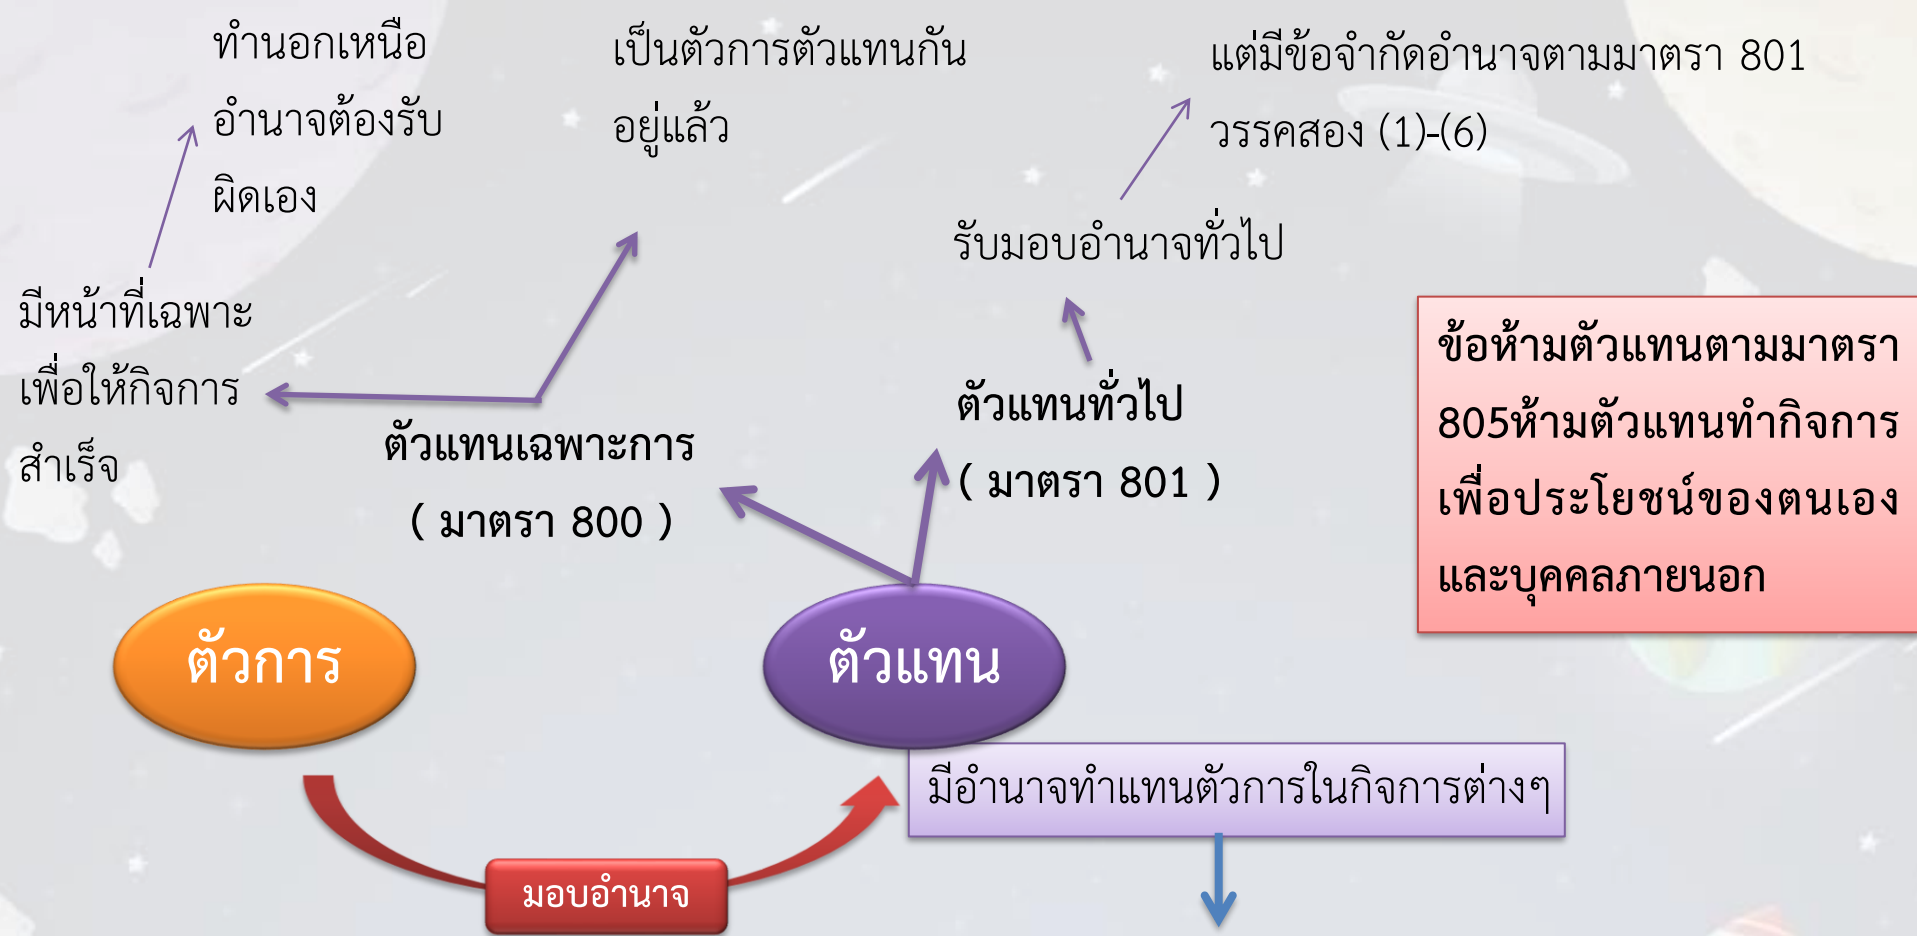 ทำนอกเหนือ
อำนาจต้องรับ
ผิดเอง
เป็นตัวการตัวแทนกัน
อยู่แล้ว
แต่มีข้อจำกัดอำนาจตามมาตรา 801
วรรคสอง (1)-(6)
รับมอบอำนาจทั่วไป
มีหน้าที่เฉพาะ
เพื่อให้กิจการ
สำเร็จ
ตัวแทนเฉพาะการ
( มาตรา 800 )
ตัวแทนทั่วไป
( มาตรา 801 )
ข้อห้ามตัวแทนตามมาตรา
805ห้ามตัวแทนทำกิจการ
เพื่อประโยชน์ของตนเอง
และบุคคลภายนอก
ตัวการ
ตัวแทน
มีอำนาจทำแทนตัวการในกิจการต่างๆ
มอบอำนาจ